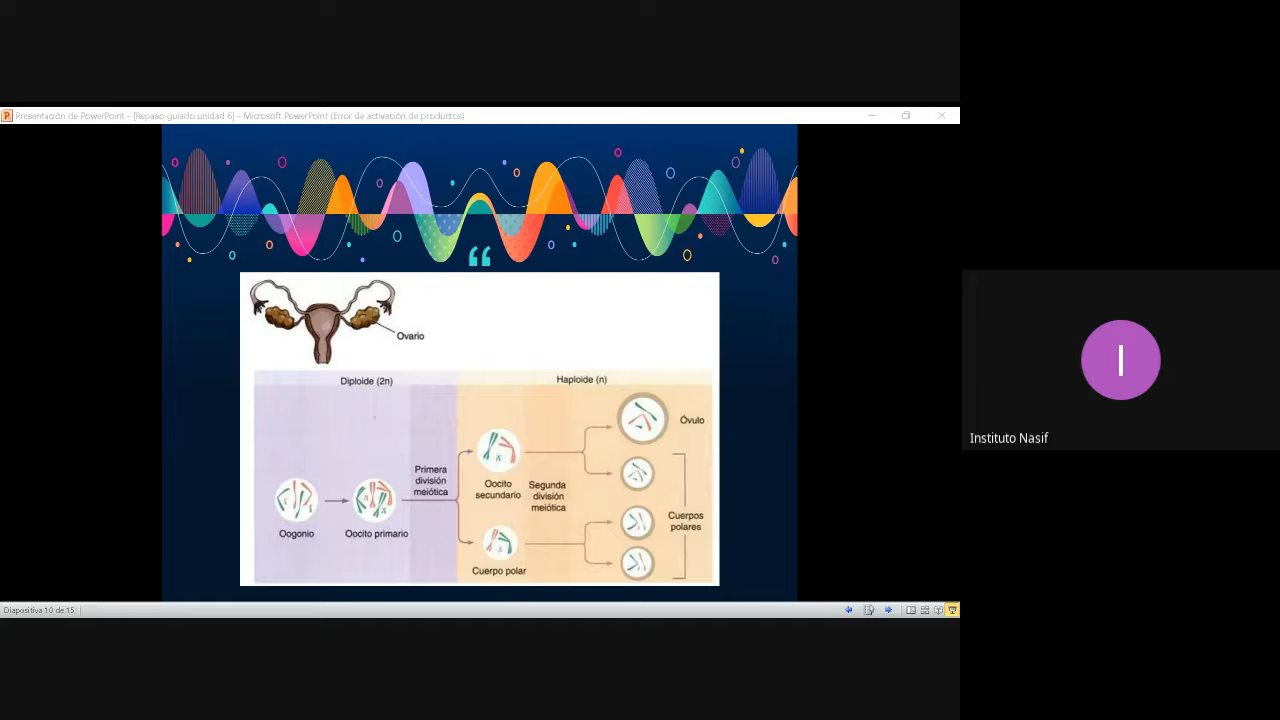 Presentación de PowerPoint - [Repaso guiado unidad 6] - Microsoft PowerPoint (Error de activación de productos)
“
Ovario
Diploide (2n)
Haploide (n)
Óvulo
Primera
división
meiótica
Oocito
secundario
Segunda
división
meiótica
Cuerpos
polares
Oogonio
Oocito primario
Cuerpo polar
Diapositiva 10 de 15
I
Instituto Nasif